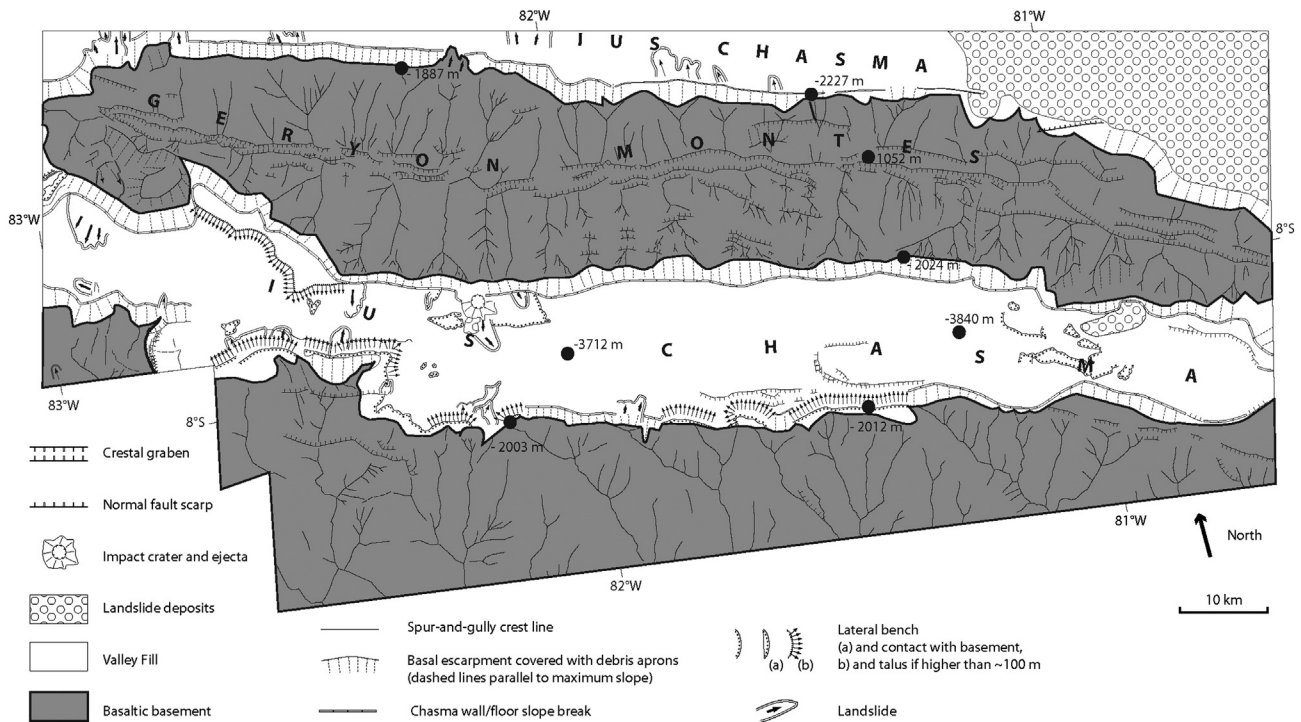 82°W
81°W
I U S C H A S M A
- 1887 m
-2227 m
G E R Y O N M O N T E S
1052 m
83°W
8°S
- 2024 m
I U S C H A S M A
-3840 m
-3712 m
83°W
8°S
- 2003 m
- 2012 m
81°W
82°W
North
10 km
Crestal graben
Normal fault scarp
Impact crater and ejecta
Landslide deposits
Valley Fill
Basaltic basement
Spur-and-gully crest line
Basal escarpment covered with debris aprons
(dashed lines parallel to maximum slope)
Chasma wall/floor slope break
(a) (b)
Lateral bench
(a) and contact with basement,
b) and talus if higher than ~100 m
Landslide